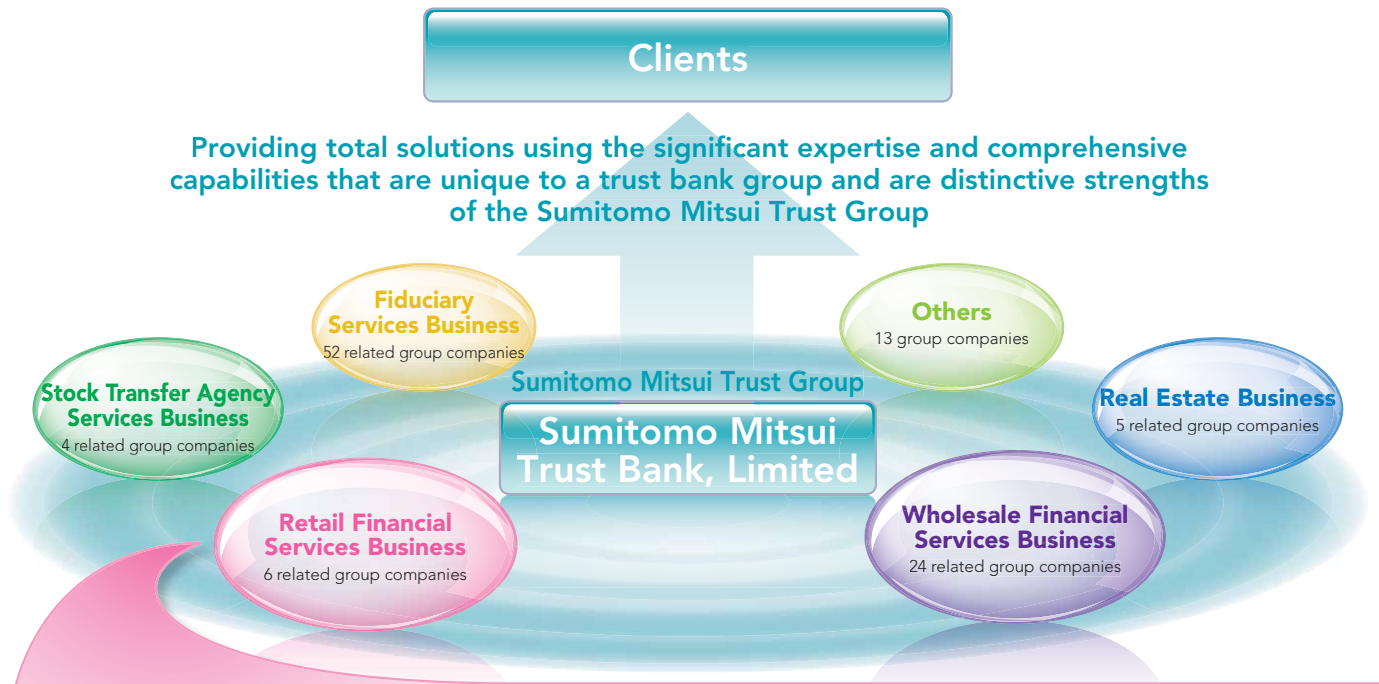 Clients
Providing total solutions using the significant expertise and comprehensive
capabilities that are unique to a trust bank group and are distinctive strengths
of the Sumitomo Mitsui Trust Group
Fiduciary
Services Business
52 related group companies
Others
13 group companies
Stock Transfer Agency
Services Business
4 related group companies
Sumitomo Mitsui Trust Group
Sumitomo Mitsui
Trust Bank, Limited
Real Estate Business
5 related group companies
Retail Financial
Services Business
6 related group companies
Wholesale Financial
Services Business
24 related group companies